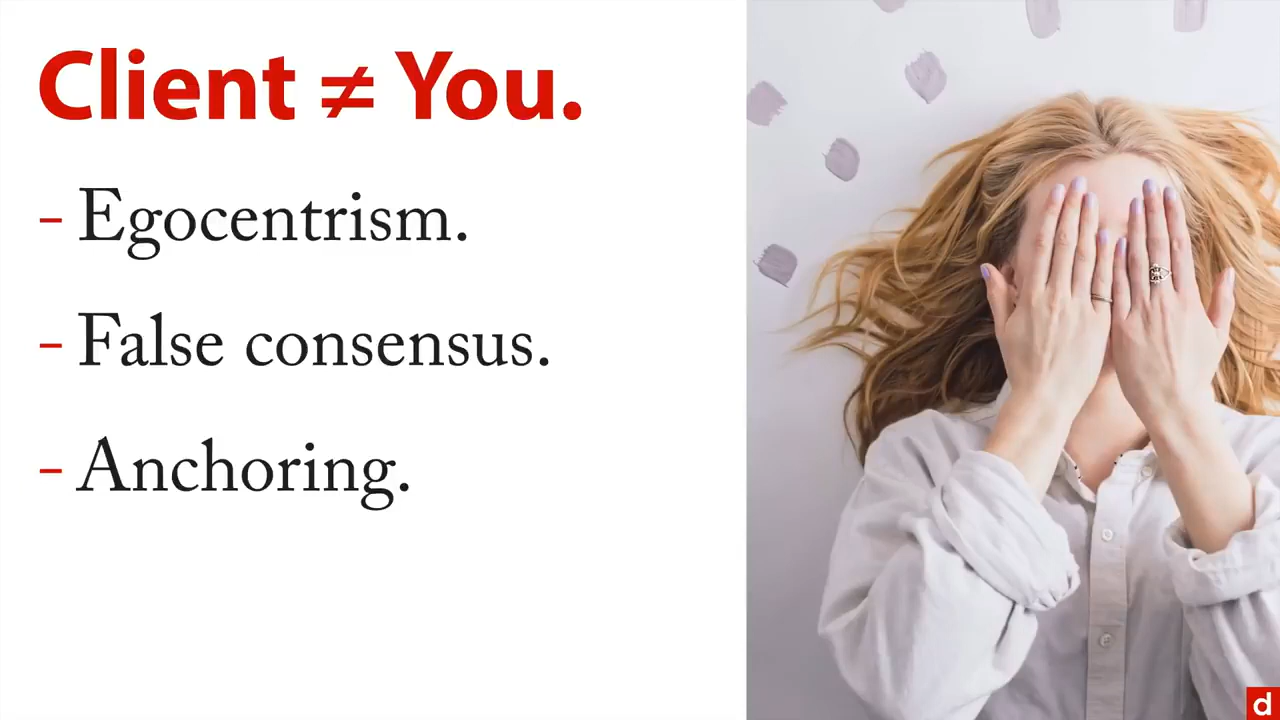 Client ≠ You.
- Egocentrism.
- False consensus.
- Anchoring.
d